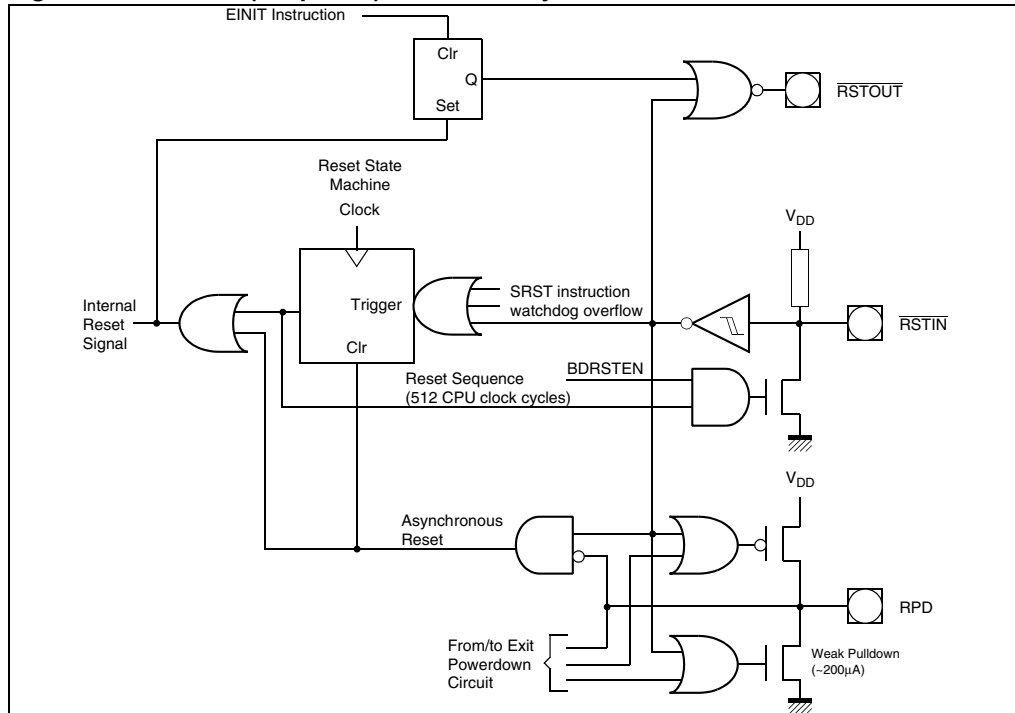 EINIT Instruction
Clr
Q
Set
RSTOUT
Reset State
Machine
Clock
VDD
Internal
Reset
Signal
Trigger
SRST instruction
watchdog overflow
RSTIN
Clr
BDRSTEN
Reset Sequence
(512 CPU clock cycles)
VDD
Asynchronous
Reset
RPD
From/to Exit
Powerdown
Circuit
Weak Pulldown
(~200µA)